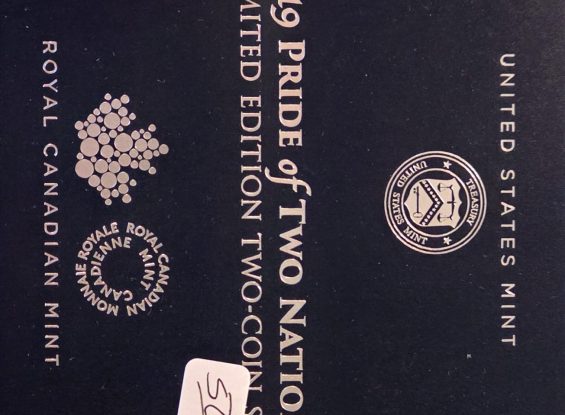 UNITED STATES MINT
TREASURY
UNITED STATES MINT
19 PRIDE of TWO NATIO
MITED EDITION TWO-COIN S
ROYAL CANADIAN MINT
MONNAIE ROYALE CANADIENNE
ROYAL CANADIAN MINT